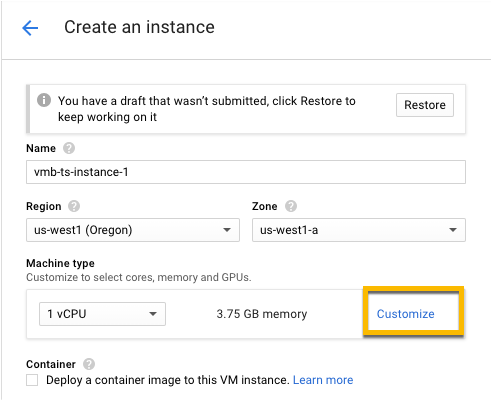 Create an instance
You have a draft that wasn't submitted, click Restore to
keep working on it
Restore
Name
vmb-ts-instance-1
Region
Zone
us-west1 (Oregon)
us-west1-a
Machine type
Customize to select cores, memory and GPUs.
1 vCPU
3.75 GB memory
Customize
Container
Deploy a container image to this VM instance. Learn more